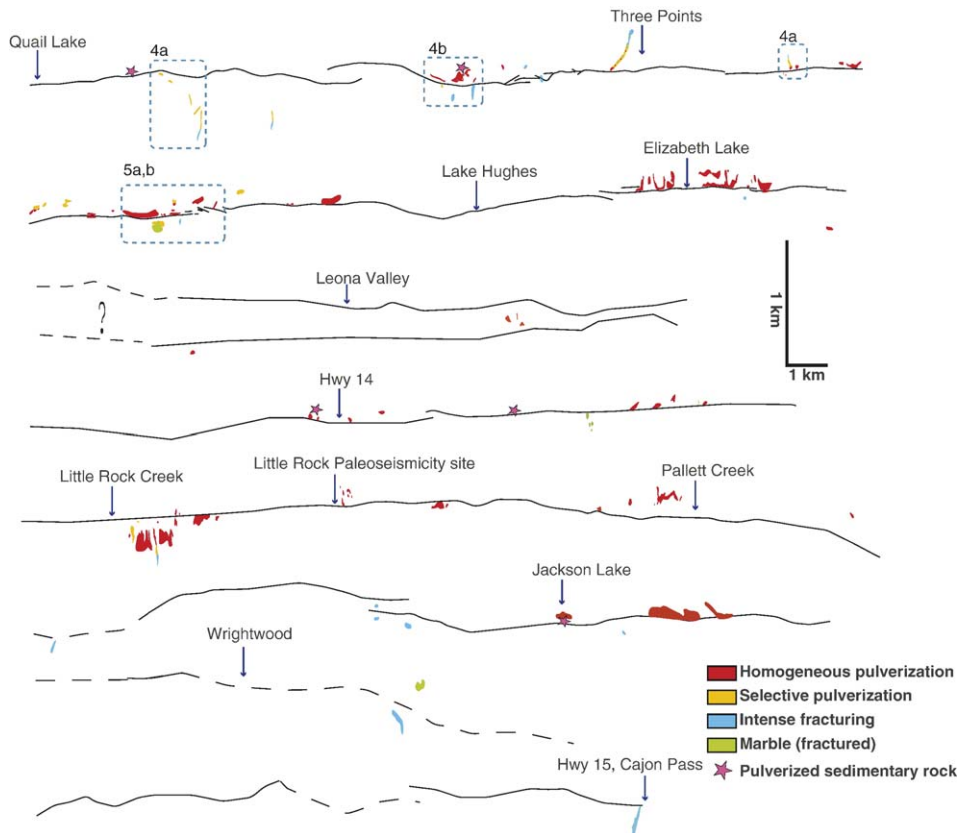 Three Points
Quail Lake
4a
4b
4a
5a,b
Lake Hughes
Elizabeth Lake
Leona Valley
?
1 km
1 km
Hwy 14
Little Rock Creek
Little Rock Paleoseismicity site
Pallett Creek
Jackson Lake
Wrightwood
Homogeneous pulverization
Selective pulverization
Intense fracturing
Marble (fractured)
Pulverized sedimentary rock
Hwy 15, Cajon Pass